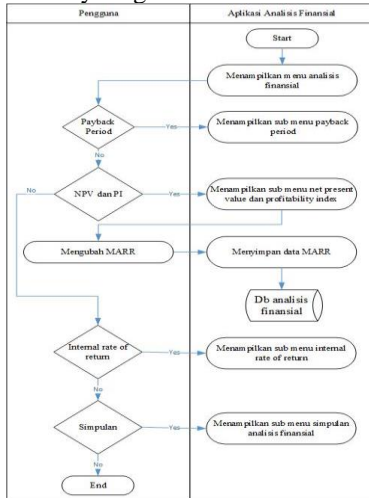 Pengguna
Aplikasi Analisis Finansial
Start
Menampilkan menu analisis
finansial
Payback
Period
Yes
Menampilkan sub menu payback
period
No
NPV dan PI
No
Yes
Menampilkan sub menu net present
value dan profitability index
Mengubah MARR
Menyimpan data MARR
Db analisis
finansial
Internal rate of
return
Yes
Menampilkan sub menu internal
rate of return
No
Simpulan
Yes
Menampilkan sub menu simpulan
analisis finansial
No
End